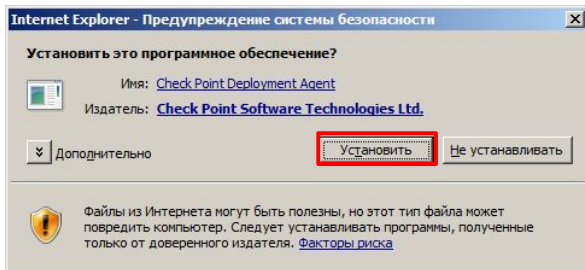 Internet Explorer - Предупреждение системы безопасности
Установить это программное обеспечение?
Имя: Check Point Deployment Agent
Издатель: Check Point Software Technologies Ltd.
Дополнительно
Установить
Не устанавливать
Файлы из Интернета могут быть полезны, но этот тип файла может
повредить компьютер. Следует устанавливать программы, полученные
только от доверенного издателя. Факторы риска